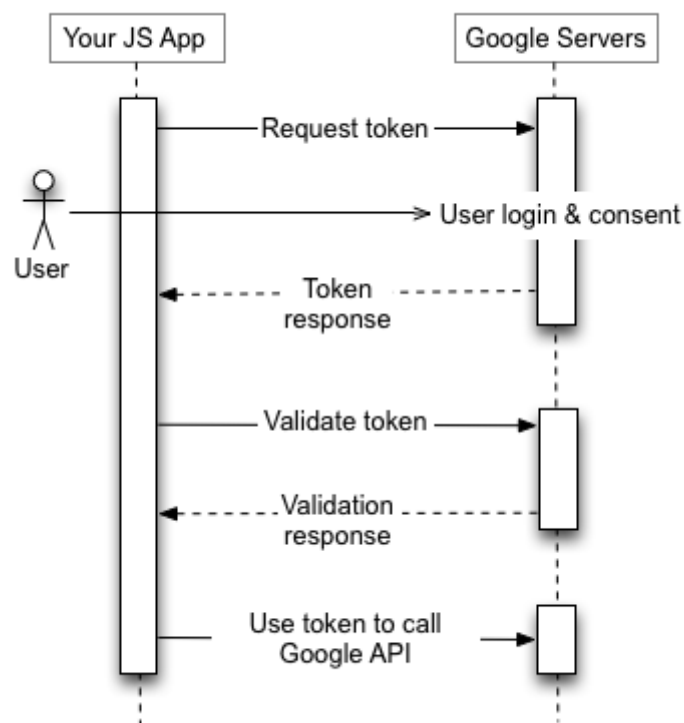 Your JS App
Google Servers
Request token
User login & consent
User
Token
response
Validate token
Validation
response
Use token to call
Google API